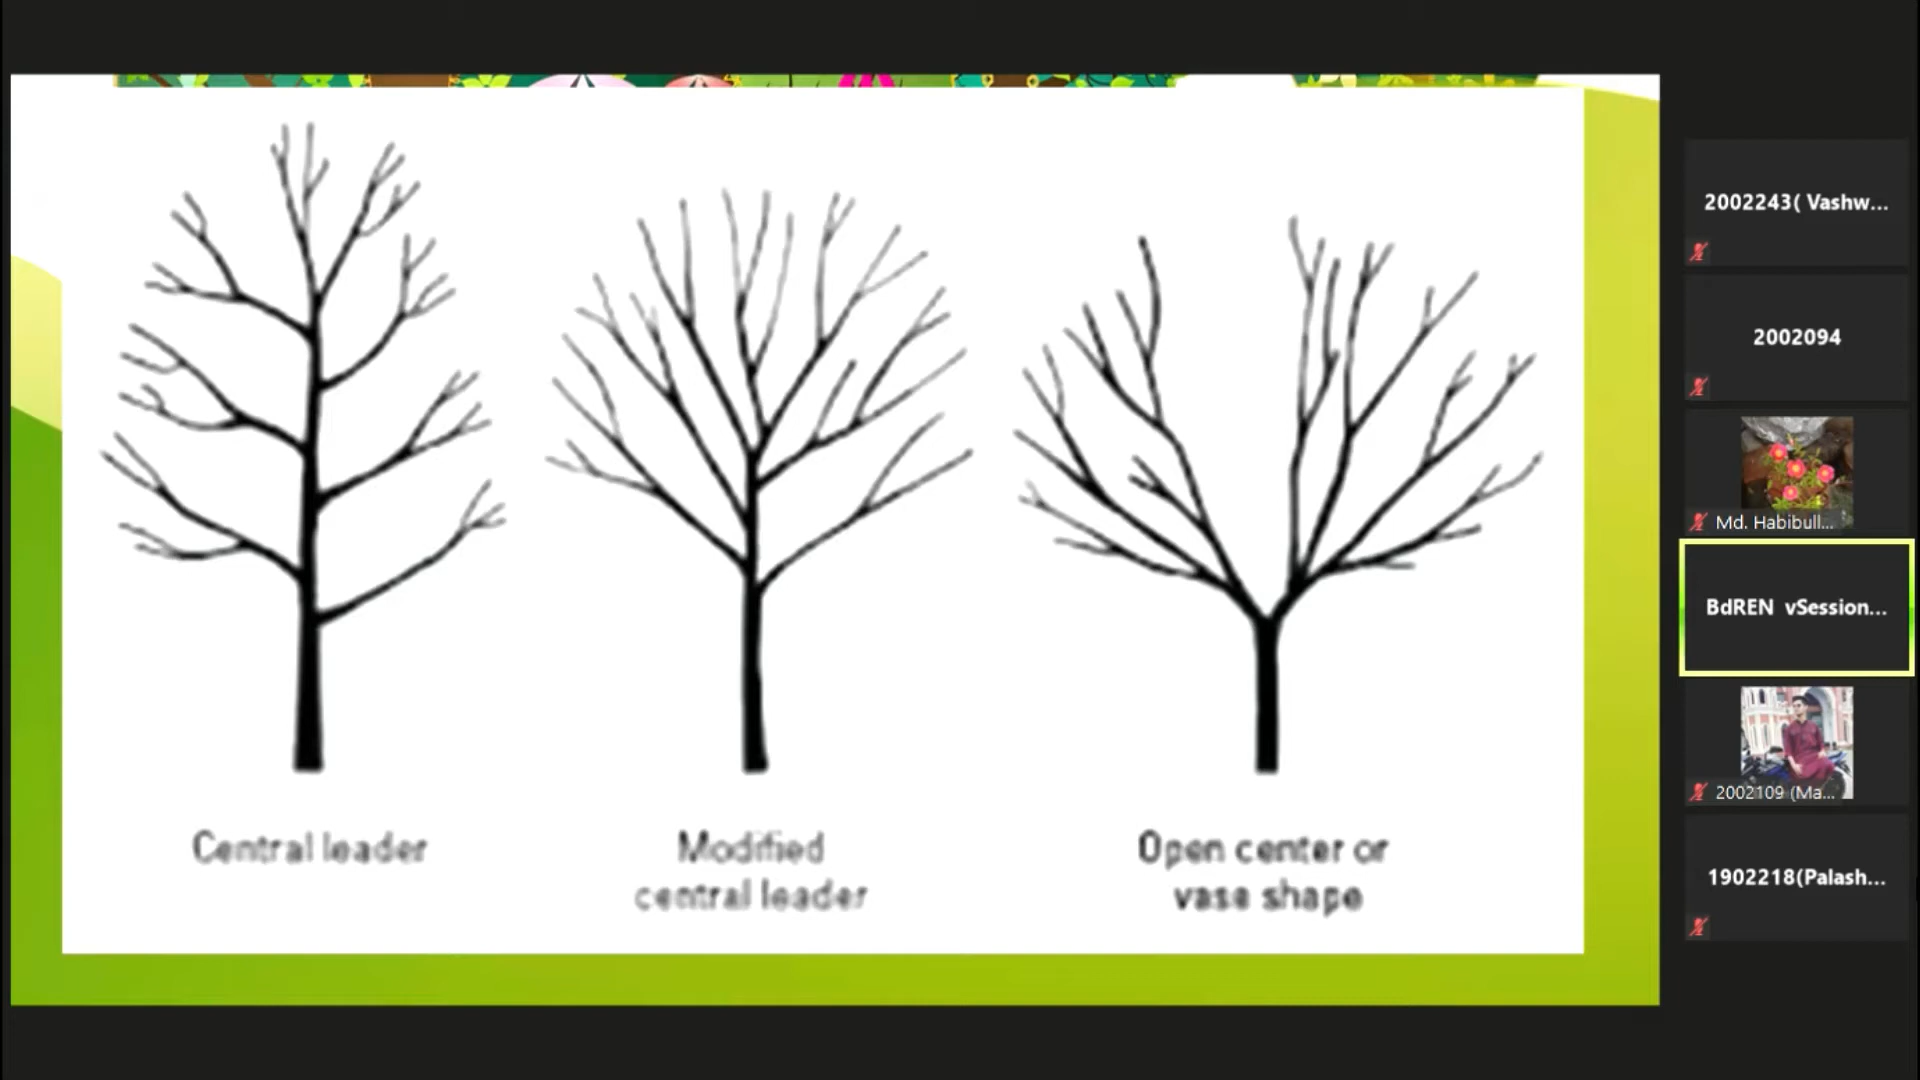 Central leader
Modified
central leader
Open center or
vase shape
2002243( Vashw...
2002094
Md. Habibull...
BdREN vSession...
2002109 (Ma...
1902218(Palash...